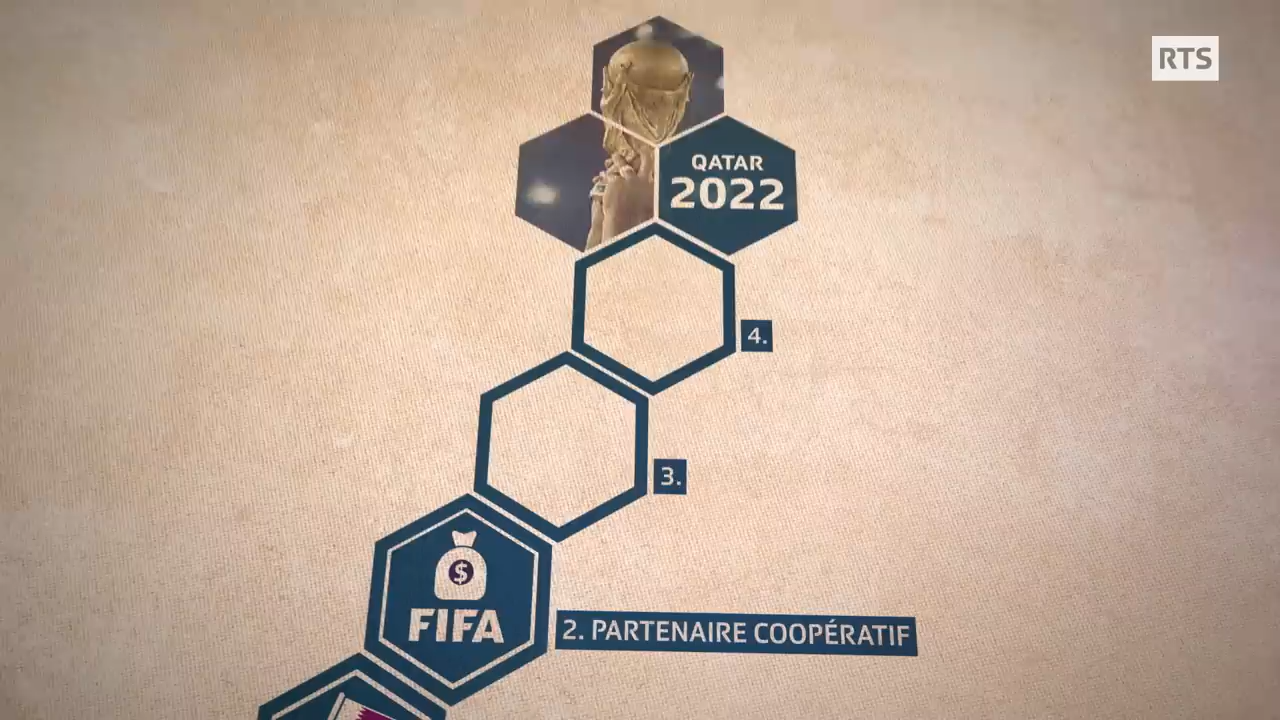 RTS
QATAR
2022
4.
3.
$
FIFA
2. PARTENAIRE COOPÉRATIF